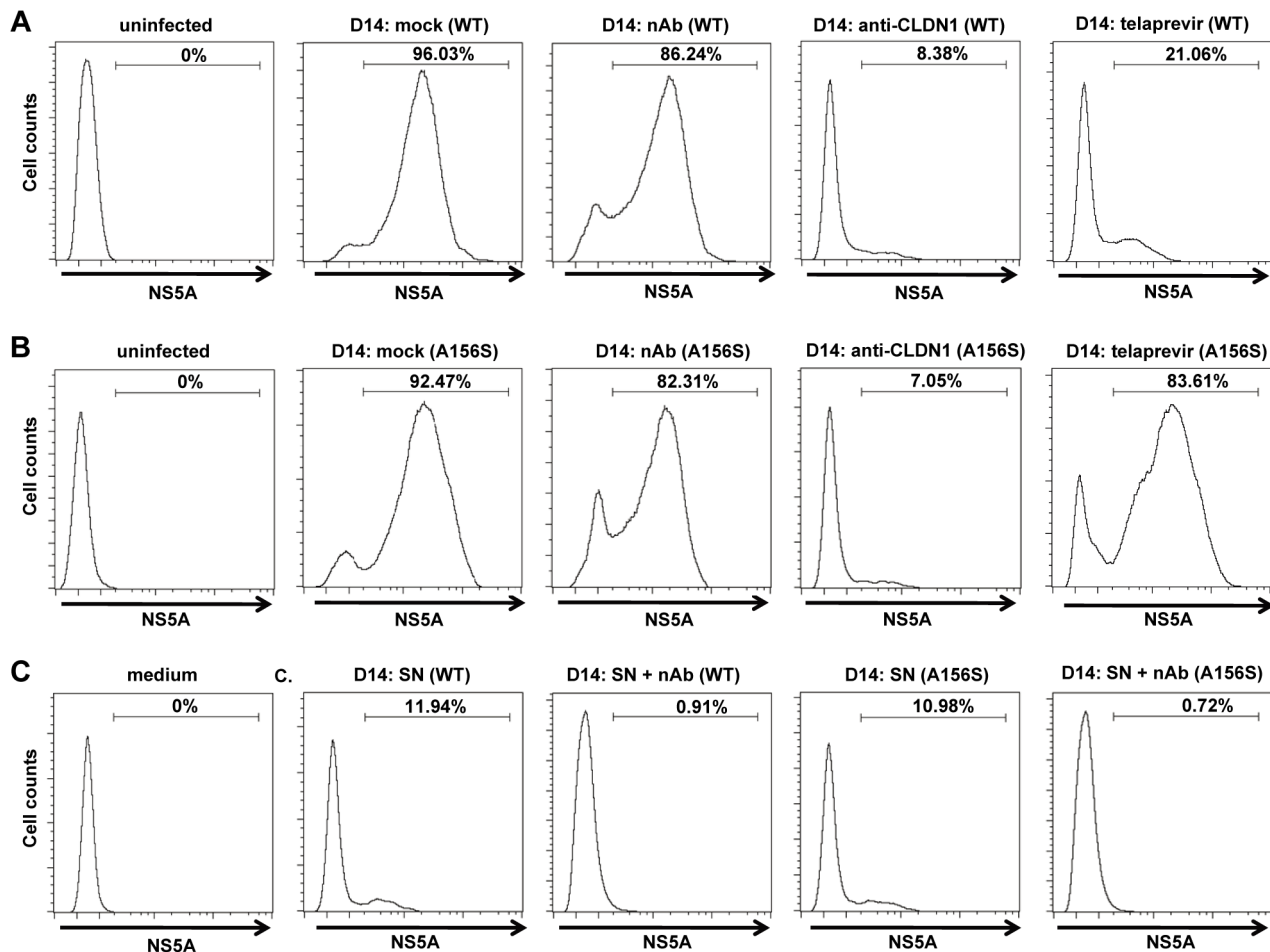 A
uninfected
D14: mock (WT)
D14: nAb (WT)
D14: anti-CLDN1 (WT)
D14: telaprevir (WT)
0%
96.03%
86.24%
8.38%
21.06%
Cell counts
NS5A
NS5A
NS5A
NS5A
NS5A
B
uninfected
D14: mock (A156S)
D14: nAb (A156S)
D14: anti-CLDN1 (A156S)
D14: telaprevir (A156S)
0%
92.47%
82.31%
7.05%
83.61%
Cell counts
NS5A
NS5A
NS5A
NS5A
NS5A
C
medium
C.
D14: SN (WT)
D14: SN + nAb (WT)
D14: SN (A156S)
D14: SN + nAb (A156S)
0%
11.94%
0.91%
10.98%
0.72%
Cell counts
NS5A
NS5A
NS5A
NS5A
NS5A